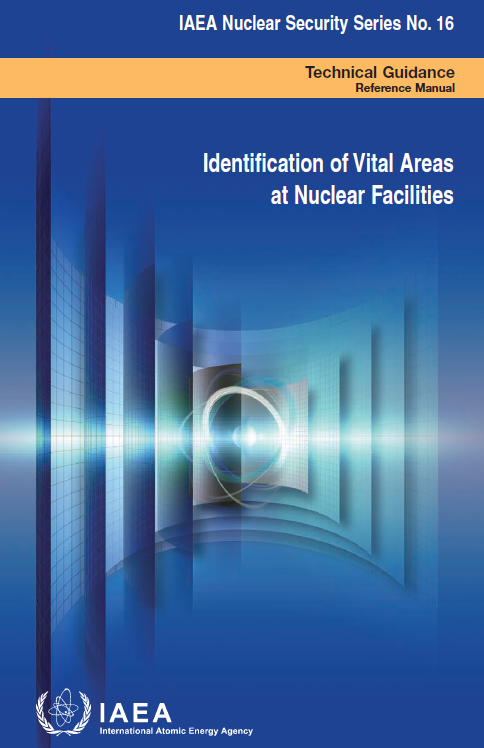 IAEA Nuclear Security Series No. 16
Technical Guidance
Reference Manual
Identification of Vital Areas
at Nuclear Facilities
IAEA
International Atomic Energy Agency